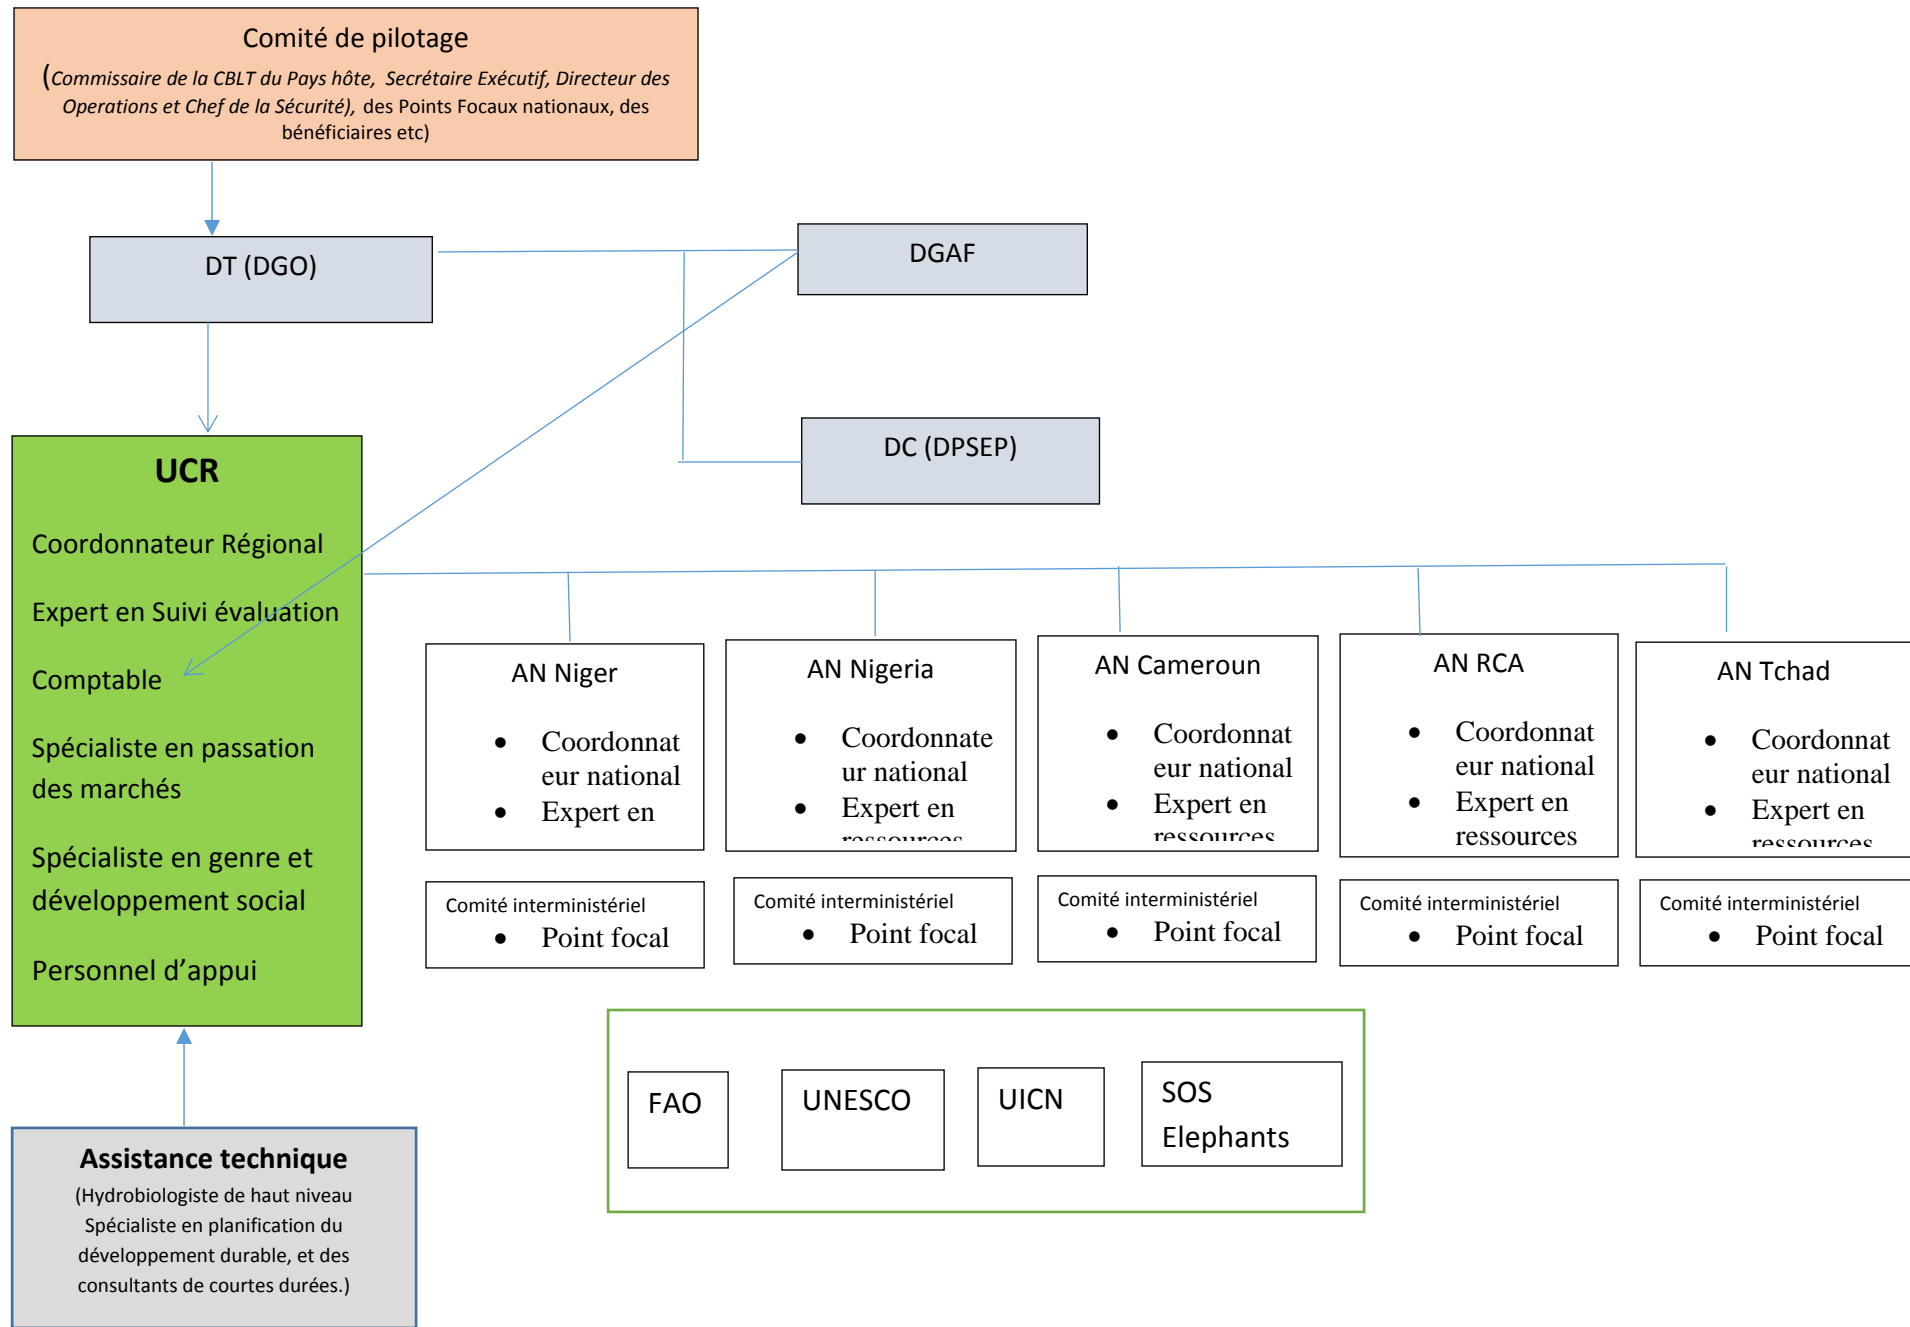 Comité de pilotage
(Commissaire de la CBLT du Pays hôte, Secrétaire Exécutif, Directeur des
Operations et Chef de la Sécurité), des Points Focaux nationaux, des
bénéficiaires etc)
DT (DGO)
DGAF
DC (DPSEP)
UCR
Coordonnateur Régional
Expert en Suivi évaluation
Comptable
Spécialiste en passation
des marchés
Spécialiste en genre et
développement social
Personnel d’appui
AN Niger
• Coordonnat
eur national
• Expert en
AN Nigeria
• Coordonnate
ur national
• Expert en
ressources
AN Cameroun
• Coordonnat
eur national
• Expert en
ressources
AN RCA
• Coordonnat
eur national
• Expert en
ressources
AN Tchad
• Coordonnat
eur national
• Expert en
ressources
Comité interministériel
• Point focal
Comité interministériel
• Point focal
Comité interministériel
• Point focal
Comité interministériel
• Point focal
Comité interministériel
• Point focal
FAO
UNESCO
UICN
SOS
Elephants
Assistance technique
(Hydrobiologiste de haut niveau
Spécialiste en planification du
développement durable, et des
consultants de courtes durées.)